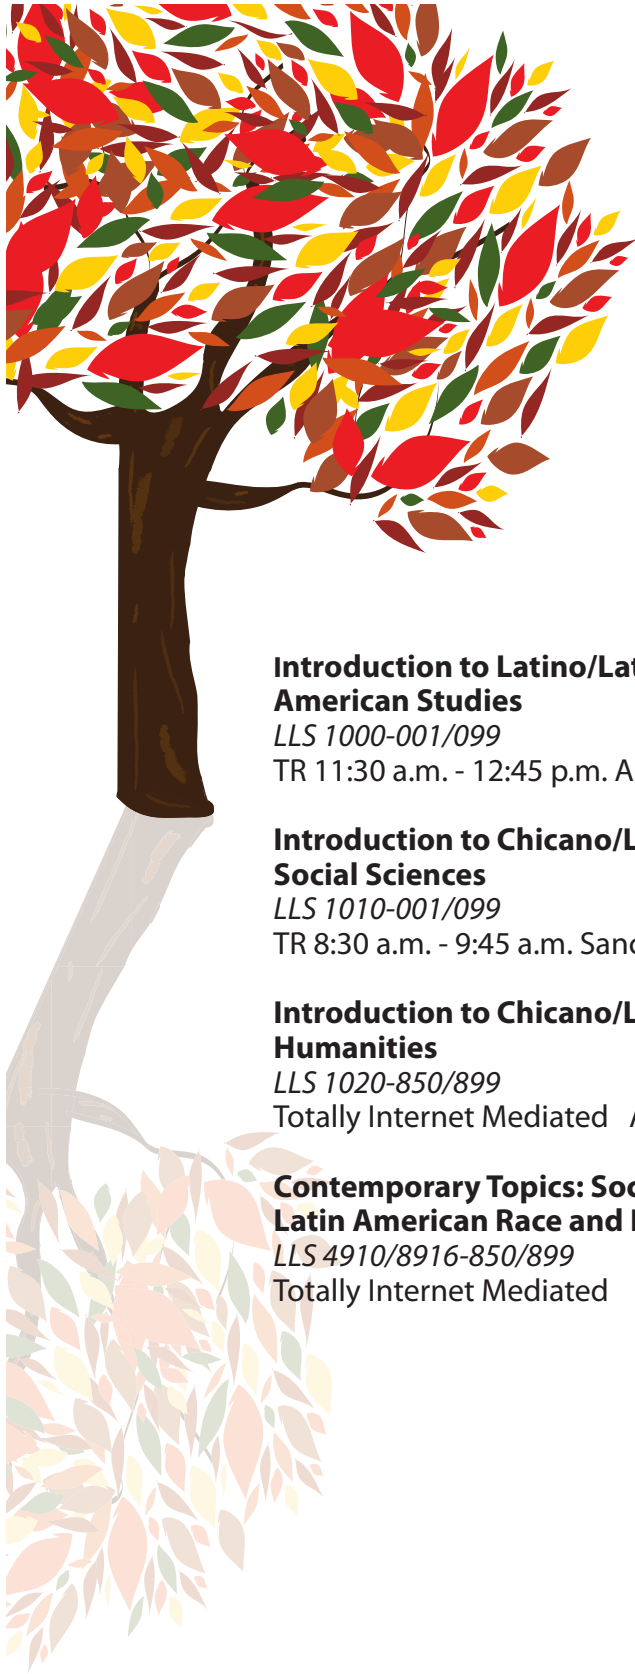 Introduction to Latino/Lat
American Studies
LLS 1000-001/099
TR 11:30 a.m. - 12:45 p.m. A
Introduction to Chicano/L
Social Sciences
LLS 1010-001/099
TR 8:30 a.m. - 9:45 a.m. Sanc
Introduction to Chicano/L
Humanities
LLS 1020-850/899
Totally Internet Mediated A
Contemporary Topics: Soc
Latin American Race and
LLS 4910/8916-850/899
Totally Internet Mediated